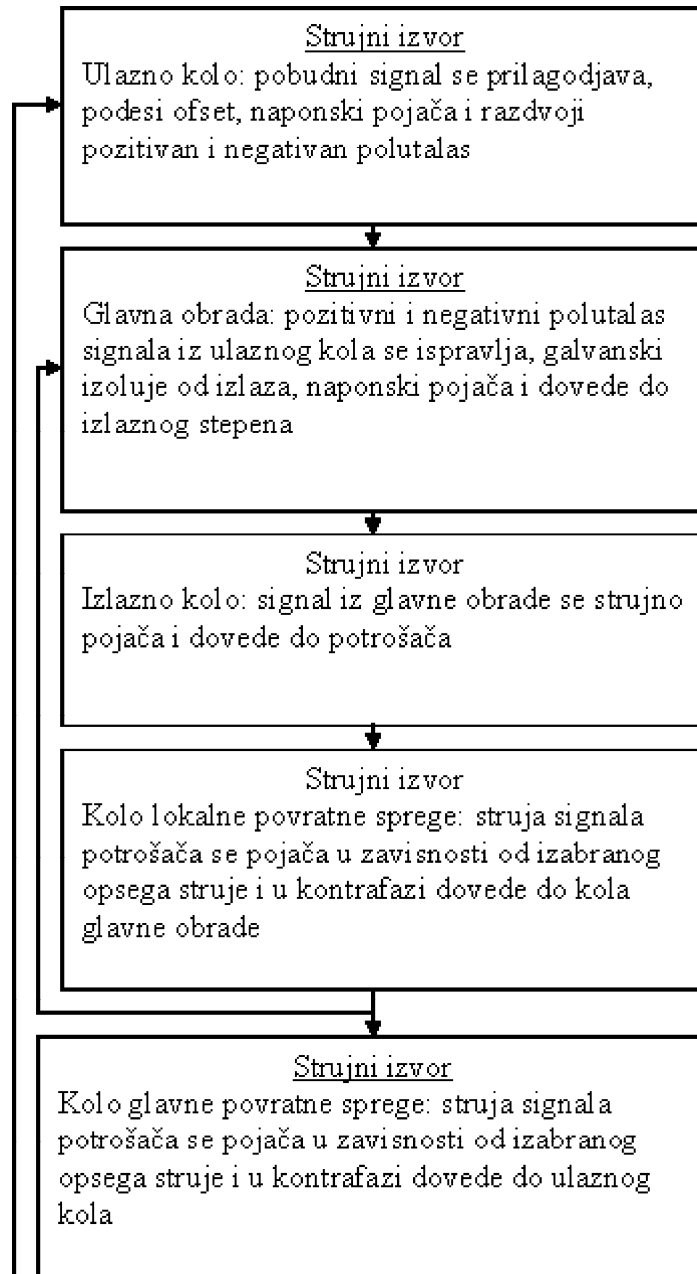 Strujni izvor
Ulazno kolo: pobudni signal se prilagodjava,
podesi ofset, naponski pojača i razdvoji
pozitivan i negativan polutalas
Strujni izvor
Glavna obrada: pozitivni i negativni polutalas
signala iz ulaznog kola se ispravlja, galvanski
izoluje od izlaza, naponski pojača i dovede do
izlaznog stepena
Strujni izvor
Izlazno kolo: signal iz glavne obrade se strujno
pojača i dovede do potrošača
Strujni izvor
Kolo lokalne povratne sprege: struja signala
potrošača se pojača u zavisnosti od izabranog
opsega struje i u kontrafazi dovede do kola
glavne obrade
Strujni izvor
Kolo glavne povratne sprege: struja signala
potrošača se pojača u zavisnosti od izabranog
opsega struje i u kontrafazi dovede do ulaznog
kola